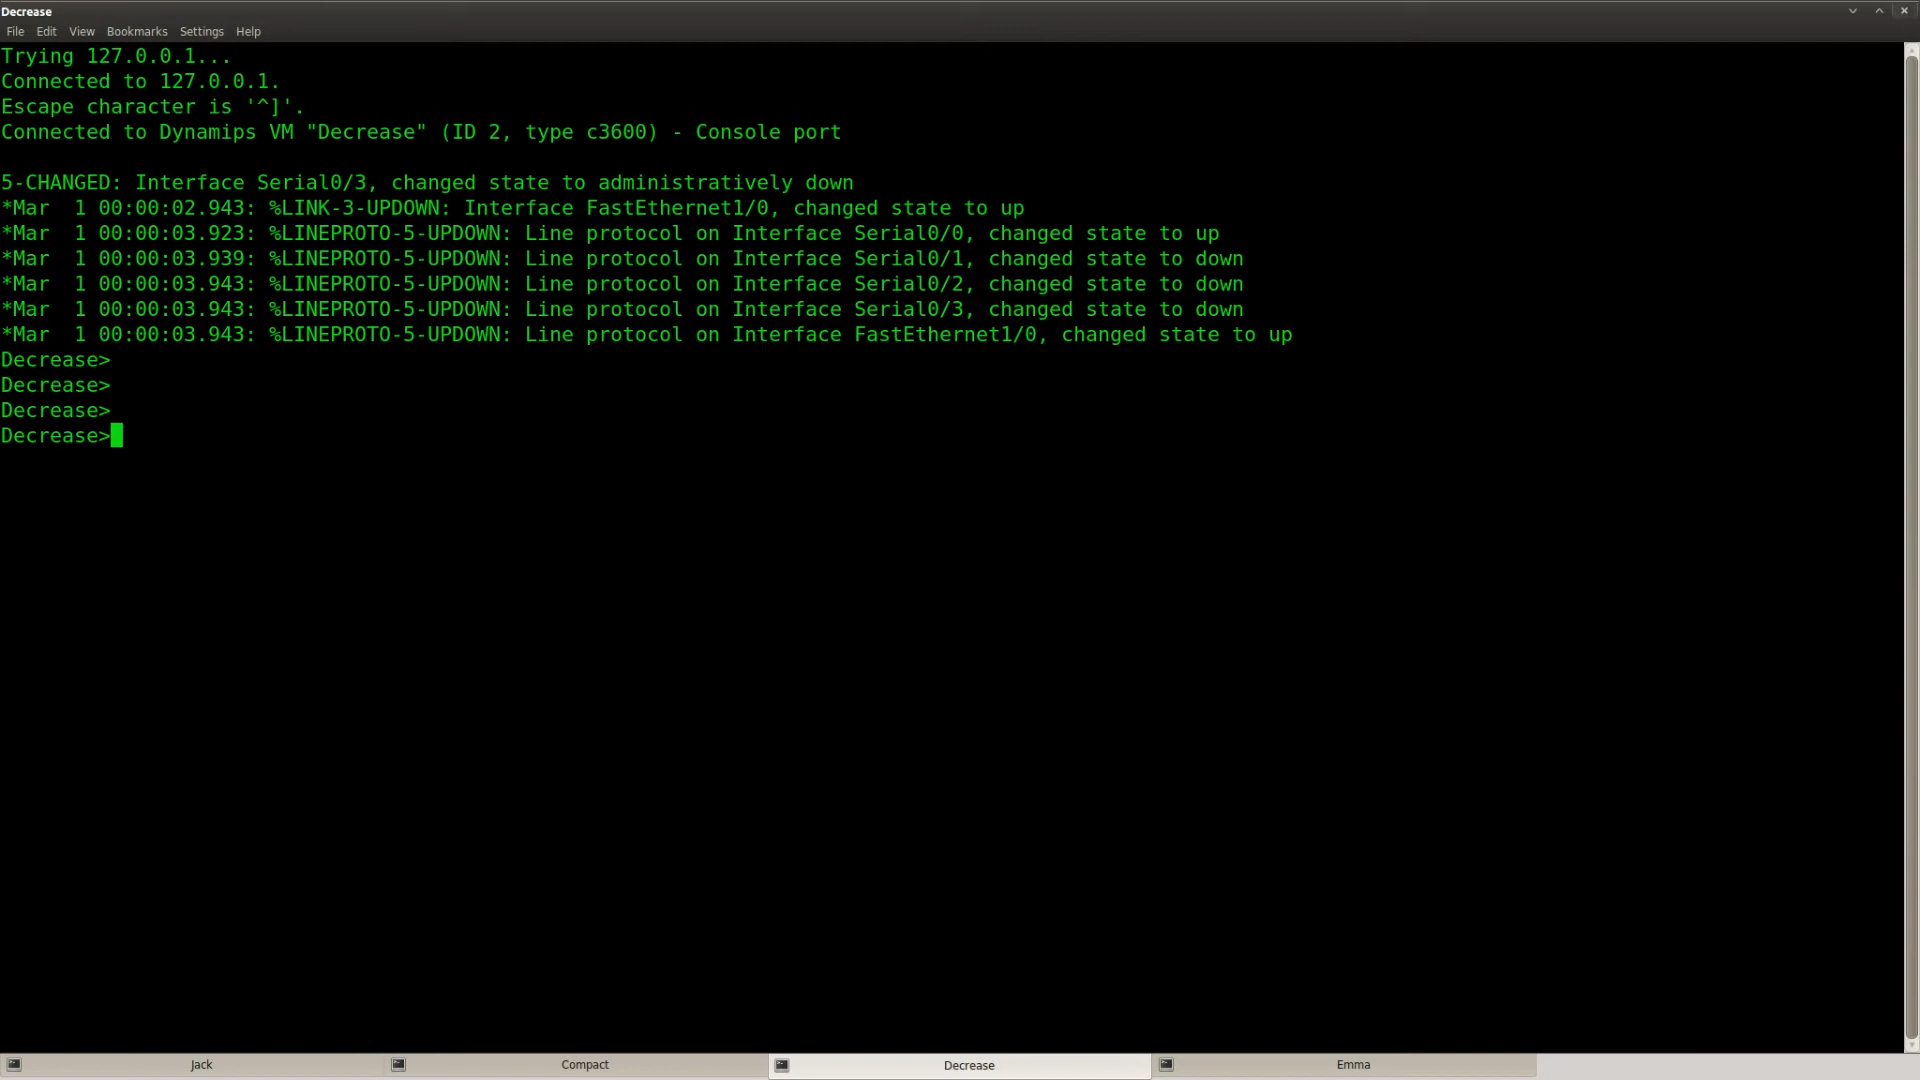 Decrease
File Edit View Bookmarks Settings Help
Trying 127.0.0.1...
Connected to 127.0.0.1.
Escape character is '^]'.
Connected to Dynamips VM "Decrease" (ID 2, type c3600) - Console port
5-CHANGED: Interface Serial0/3, changed state to administratively down
*Mar  1 00:00:02.943: %LINK-3-UPDOWN: Interface FastEthernet1/0, changed state to up
*Mar  1 00:00:03.923: %LINEPROTO-5-UPDOWN: Line protocol on Interface Serial0/0, changed state to up
*Mar  1 00:00:03.939: %LINEPROTO-5-UPDOWN: Line protocol on Interface Serial0/1, changed state to down
*Mar  1 00:00:03.943: %LINEPROTO-5-UPDOWN: Line protocol on Interface Serial0/2, changed state to down
*Mar  1 00:00:03.943: %LINEPROTO-5-UPDOWN: Line protocol on Interface Serial0/3, changed state to down
*Mar  1 00:00:03.943: %LINEPROTO-5-UPDOWN: Line protocol on Interface FastEthernet1/0, changed state to up
Decrease>
Decrease>
Decrease>
Decrease>
Jack Compact Decrease Emma